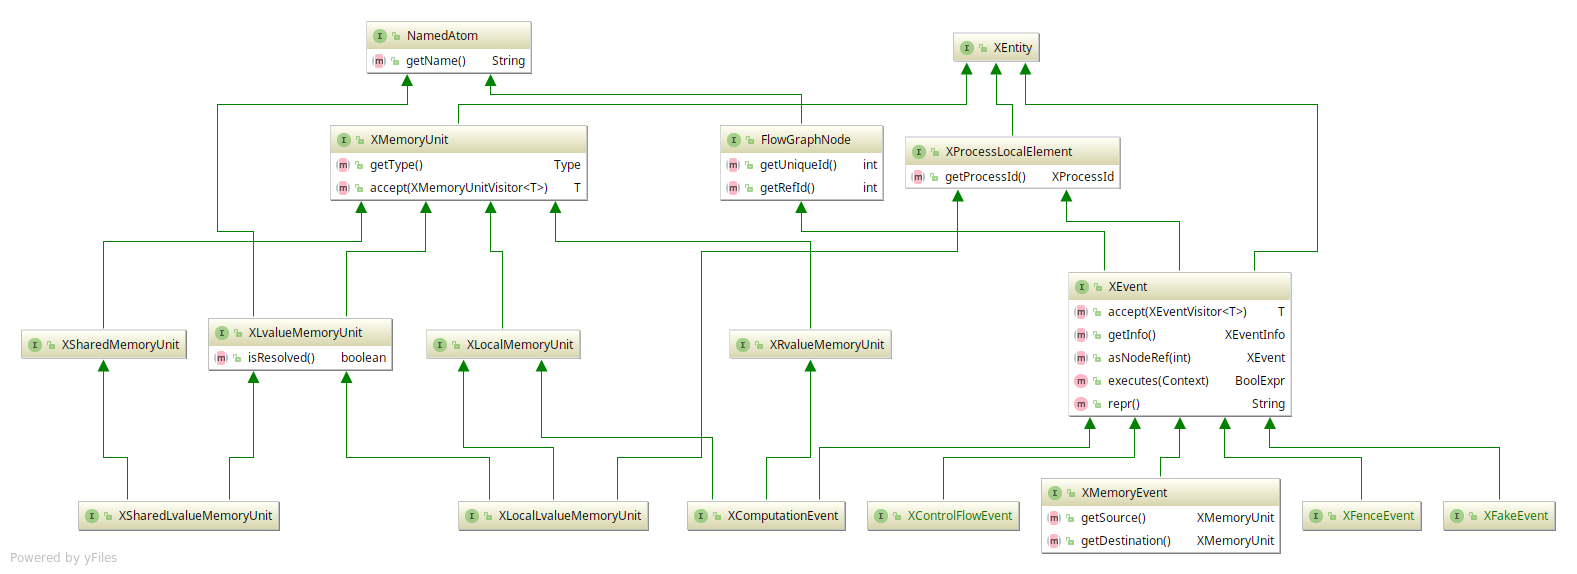 NamedAtom
getName() String
XEntity
XMemoryUnit
getType() Type
accept(XMemoryUnitVisitor<T>) T
FlowGraphNode
getUniqueId() int
getRefId() int
XProcessLocalElement
getProcessId() XProcessId
XEvent
accept(XEventVisitor<T>) T
getInfo() XEventInfo
asNodeRef(int) XEvent
executes(Context) BoolExpr
repr() String
XSharedMemoryUnit
XLvalueMemoryUnit
isResolved() boolean
XLocalMemoryUnit
XRvalueMemoryUnit
XSharedLvalueMemoryUnit
XLocalLvalueMemoryUnit
XComputationEvent
XControlFlowEvent
XMemoryEvent
getSource() XMemoryUnit
getDestination() XMemoryUnit
XFenceEvent
XFakeEvent
Powered by yFiles